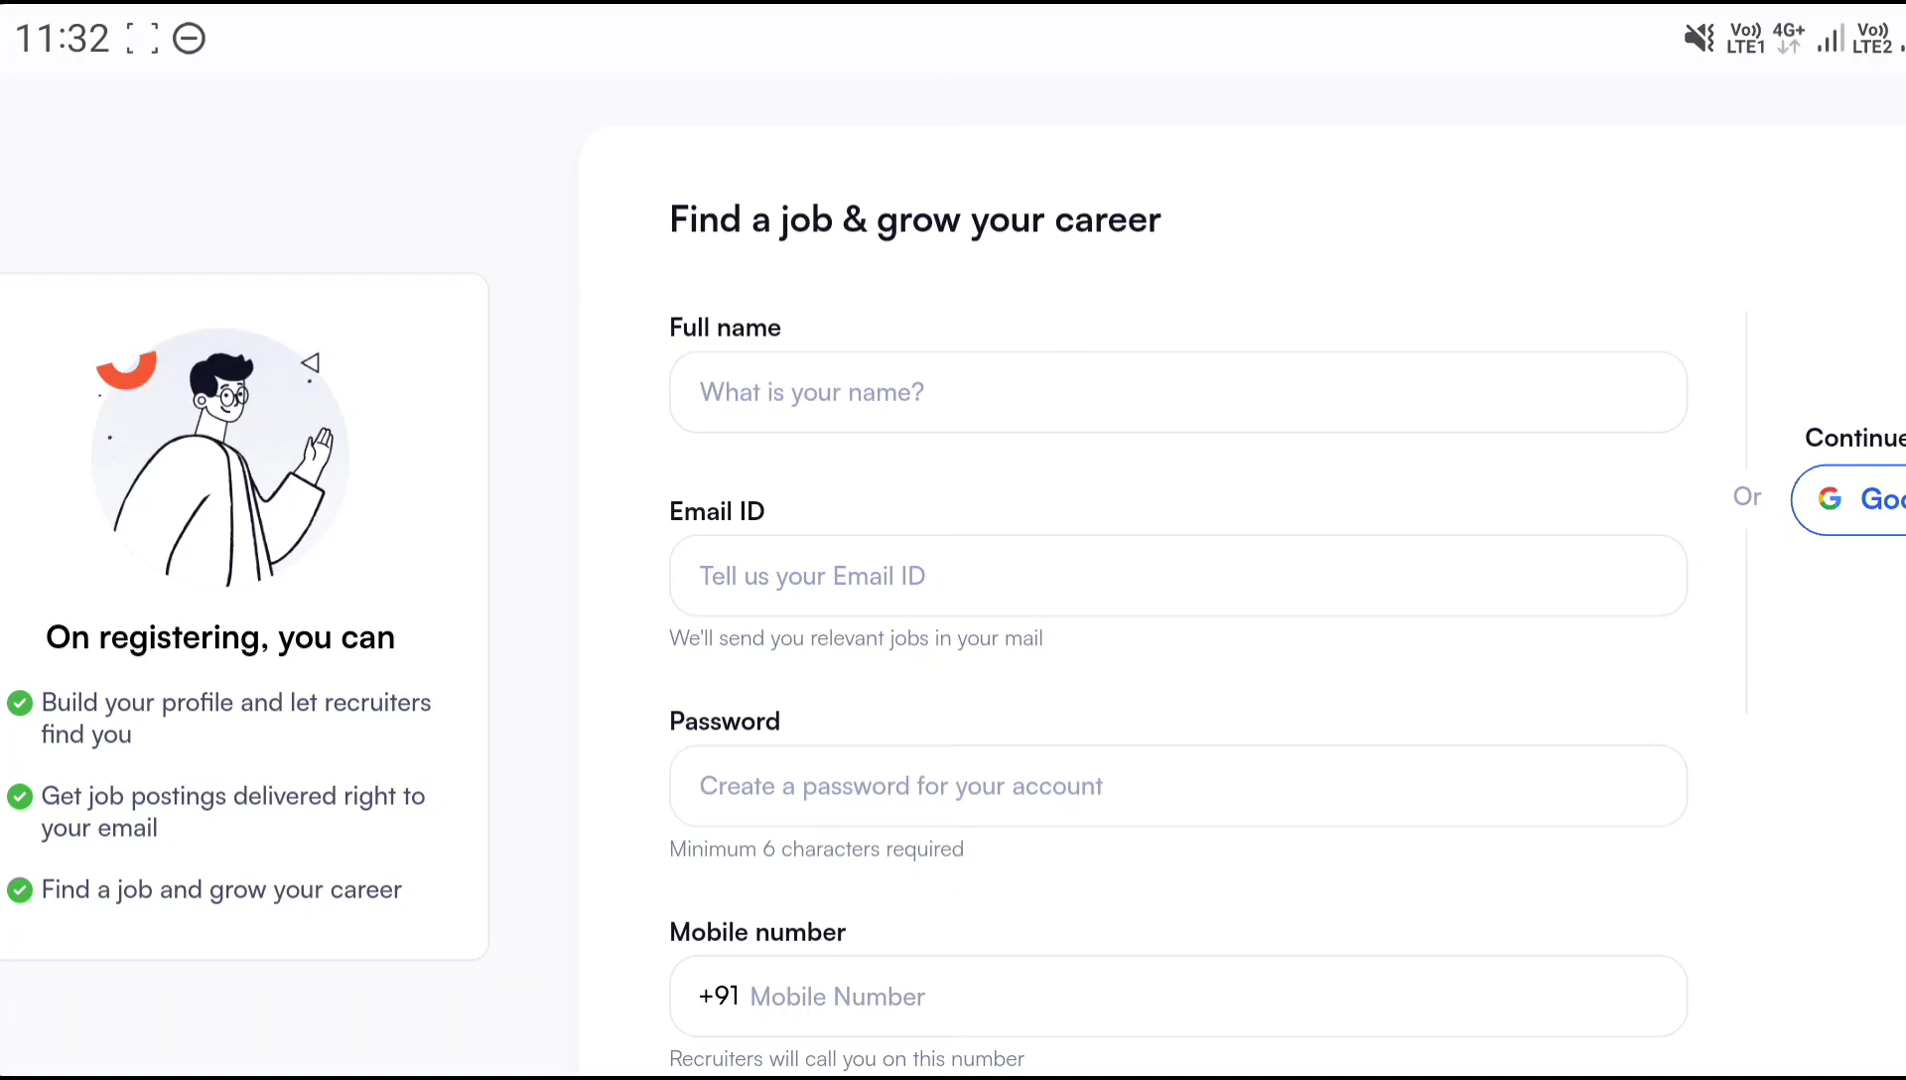 11:32
Vo)) LTE1 4G+ Vo)) LTE2
Find a job & grow your career
Full name
What is your name?
Email ID
Tell us your Email ID
We'll send you relevant jobs in your mail
Password
Create a password for your account
Minimum 6 characters required
Mobile number
+91 Mobile Number
Recruiters will call you on this number
Or
Continue
G Goo
On registering, you can
Build your profile and let recruiters
find you
Get job postings delivered right to
your email
Find a job and grow your career